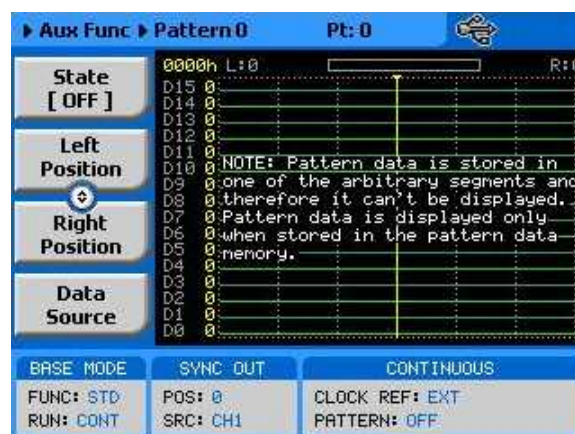 Aux Func Pattern 0 Pt: 0
State
[ OFF ]
Left
Position
Right
Position
Data
Source
0000h L:0 R:
D15 0
D14 0
D13 0
D12 0
D11 0
D10 0
D9 0
D8 0
D7 0
D6 0
D5 0
D4 0
D3 0
D2 0
D1 0
D0 0
NOTE: Pattern data is stored in
one of the arbitrary segments and
therefore it can't be displayed.
Pattern data is displayed only
when stored in the pattern data
memory.
BASE MODE
FUNC: STD
RUN: CONT
SYNC OUT
POS: 0
SRC: CH1
CONTINUOUS
CLOCK REF: EXT
PATTERN: OFF